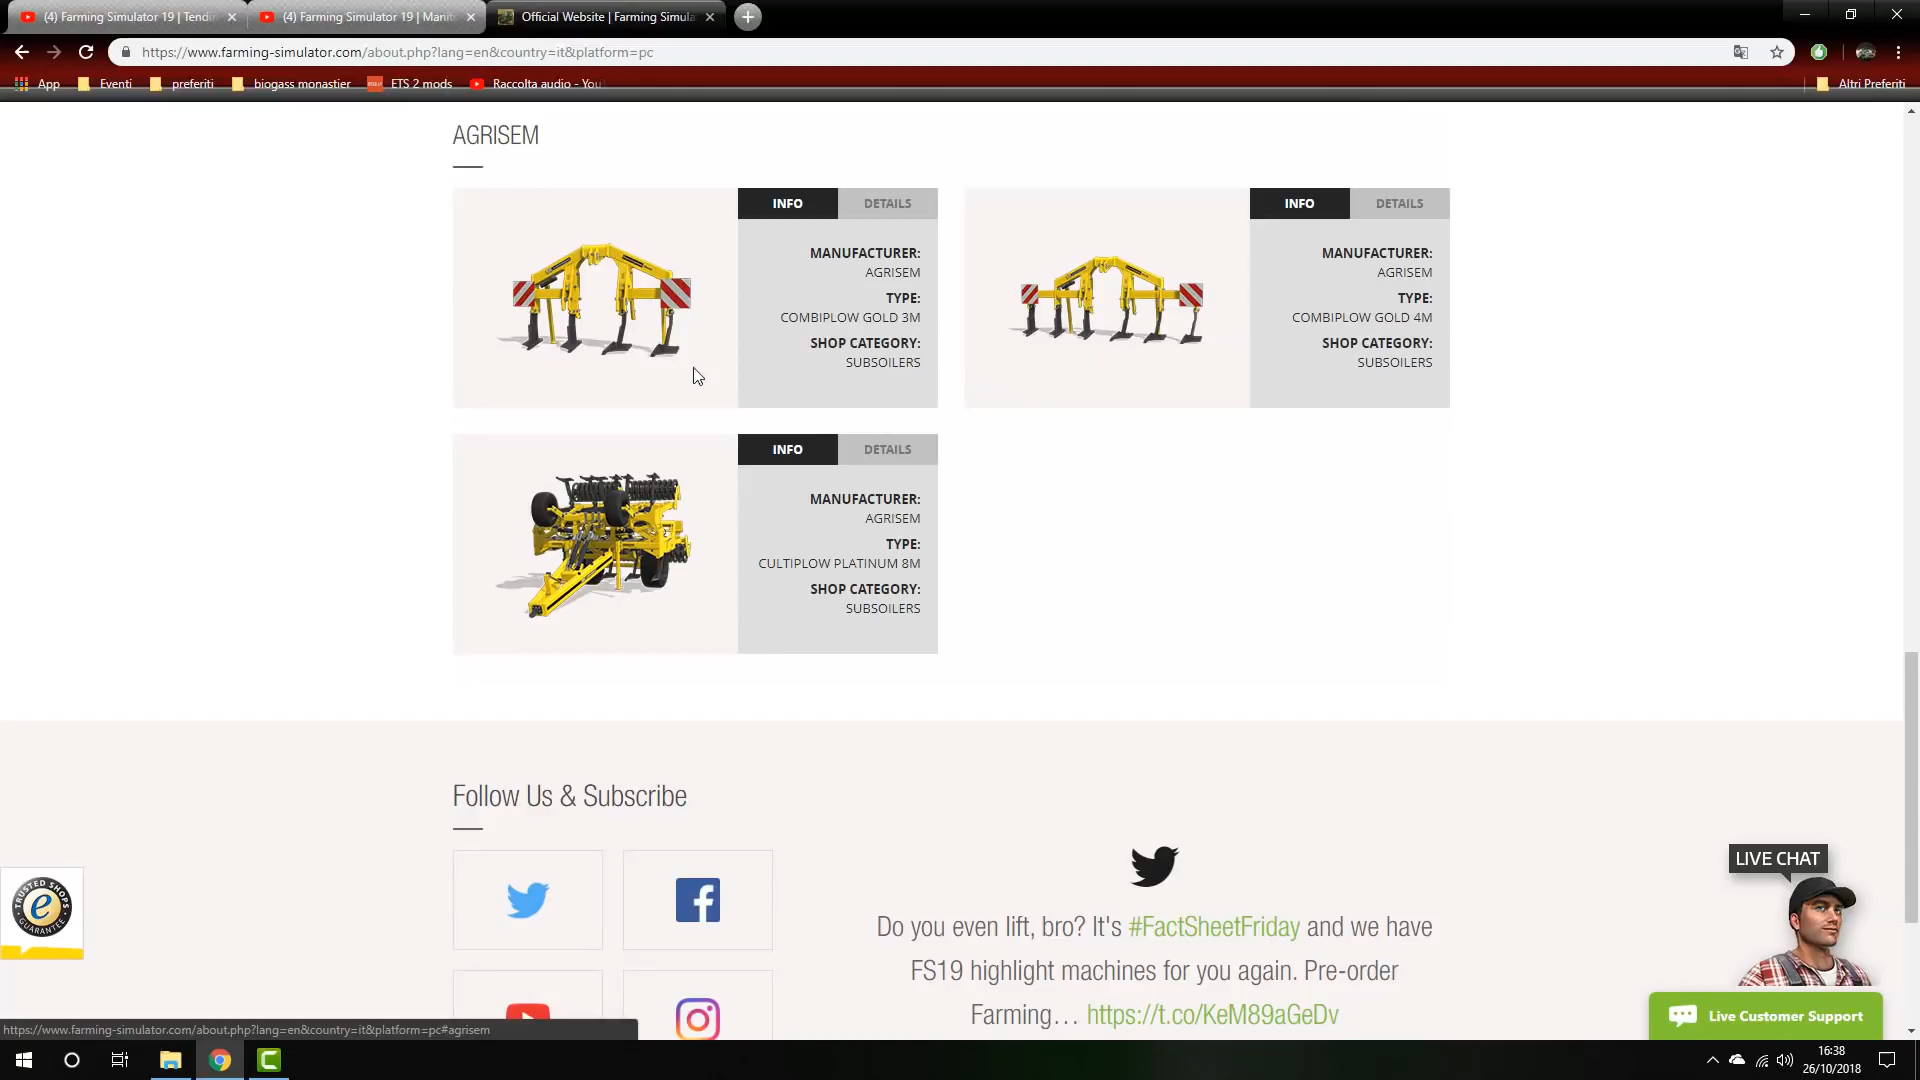 (4) Farming Simulator 19 | Tendi
(4) Farming Simulator 19 | Manito
Official Website | Farming Simula
https://www.farming-simulator.com/about.php?lang=en&country=it&platform=pc
App
Eventi
preferiti
biogass monastier
ETS 2 mods
Raccolta audio - You
Altri Preferiti
AGRISEM
INFO
DETAILS
MANUFACTURER:
AGRISEM
TYPE:
COMBIPLOW GOLD 3M
SHOP CATEGORY:
SUBSOILERS
INFO
DETAILS
MANUFACTURER:
AGRISEM
TYPE:
COMBIPLOW GOLD 4M
SHOP CATEGORY:
SUBSOILERS
INFO
DETAILS
MANUFACTURER:
AGRISEM
TYPE:
CULTIPLOW PLATINUM 8M
SHOP CATEGORY:
SUBSOILERS
Follow Us & Subscribe
Do you even lift, bro? It's #FactSheetFriday and we have
FS19 highlight machines for you again. Pre-order
Farming… https://t.co/KeM89aGeDv
TRUSTED SHOPS
e
GUARANTEE
LIVE CHAT
Live Customer Support
https://www.farming-simulator.com/about.php?lang=en&country=it&platform=pc#agrisem
16:38
26/10/2018